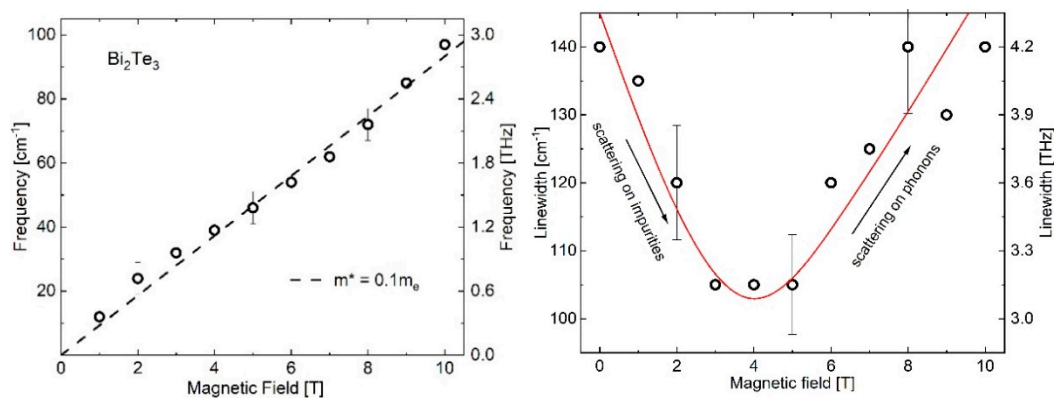 100
80
60
40
20
Frequency [cm⁻¹]
Bi₂Te₃
m* = 0.1mₑ
3.0
2.4
1.8
1.2
0.6
0.0
Frequency [THz]
0 2 4 6 8 10
Magnetic Field [T]
140
130
120
110
100
Linewidth [cm⁻¹]
scattering on impurities
scattering on phonons
4.2
3.9
3.6
3.3
3.0
Linewidth [THz]
0 2 4 6 8 10
Magnetic field [T]